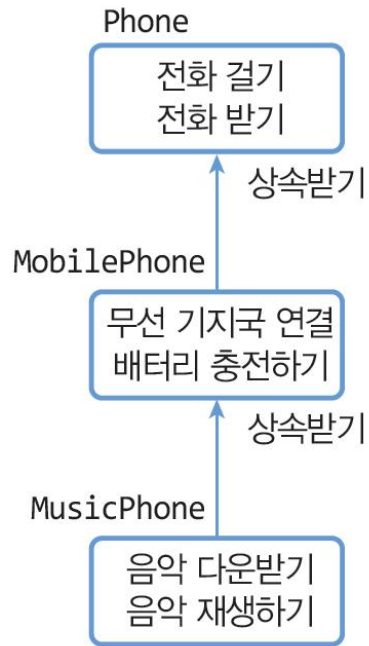 Phone
전화 걸기
전화 받기
상속받기
MobilePhone
무선 기지국 연결
배터리 충전하기
상속받기
MusicPhone
음악 다운받기
음악 재생하기